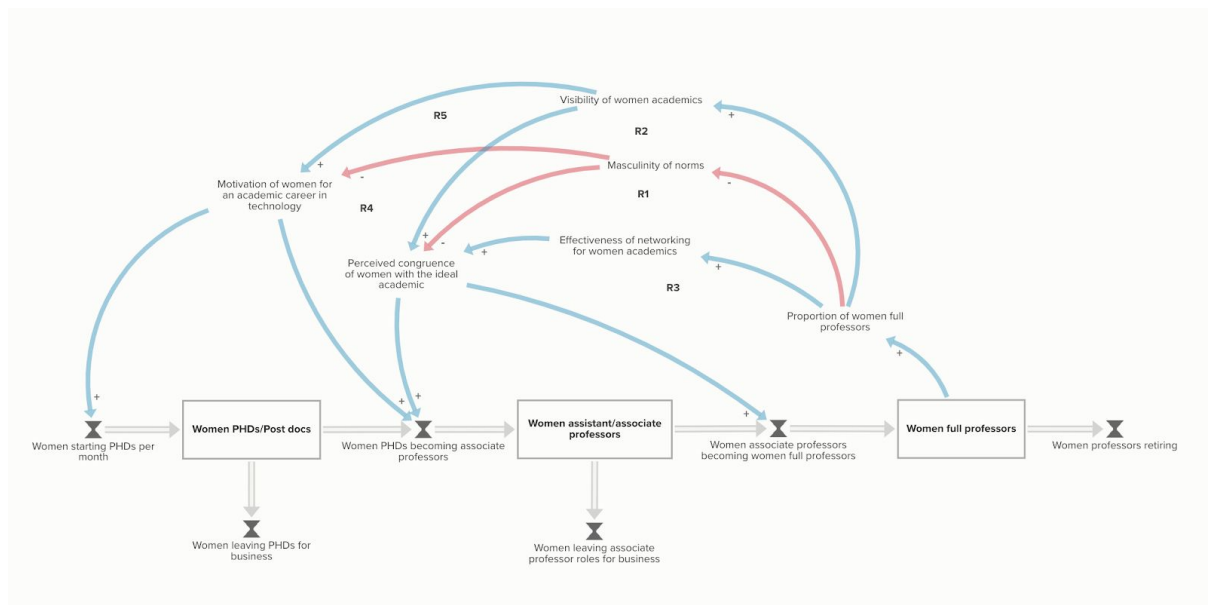 Visibility of women academics
+
R5
R2
Masculinity of norms
+
-
-
Motivation of women for
an academic career in
technology
R1
R4
+
-
Effectiveness of networking
for women academics
+
+
Perceived congruence
of women with the ideal
academic
R3
Proportion of women full
professors
+
+
+
+
+
Women PHDs/Post docs
Women assistant/associate
professors
Women full professors
Women starting PHDs per
month
Women PHDs becoming associate
professors
Women associate professors
becoming women full professors
Women professors retiring
Women leaving PHDs for
business
Women leaving associate
professor roles for business